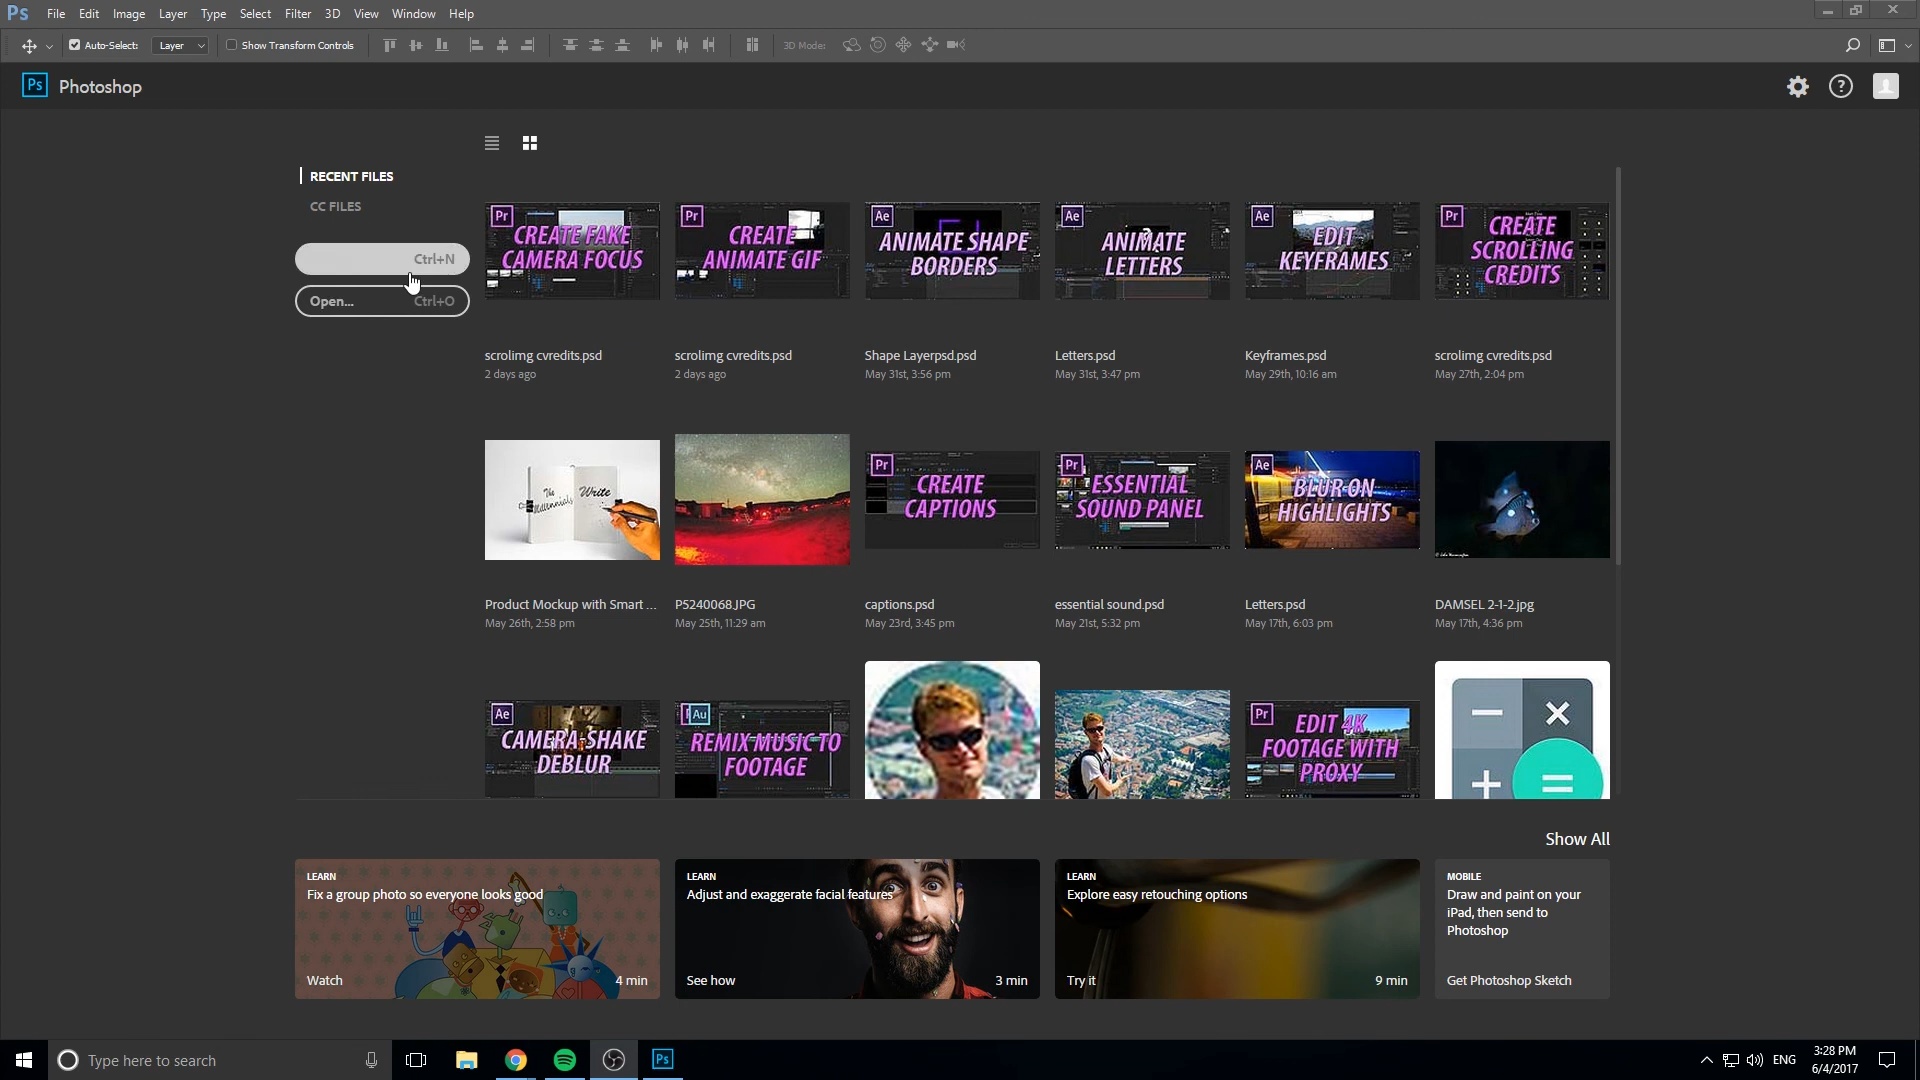 Ps File Edit Image Layer Type Select Filter 3D View Window Help
Auto-Select: Layer Show Transform Controls 3D Mode:
Ps Photoshop
?
RECENT FILES
CC FILES
Ctrl+N
Open... Ctrl+O
Pr
CREATE FAKE
CAMERA FOCUS
scrolimg cvredits.psd
2 days ago
Pr
CREATE
ANIMATE GIF
scrolimg cvredits.psd
2 days ago
Ae
ANIMATE SHAPE
BORDERS
Shape Layerpsd.psd
May 31st, 3:56 pm
Ae
ANIMATE
LETTERS
Letters.psd
May 31st, 3:47 pm
Ae
EDIT
KEYFRAMES
Keyframes.psd
May 29th, 10:16 am
Pr
CREATE
SCROLLING
CREDITS
scrolimg cvredits.psd
May 27th, 2:04 pm
The
Millennials
Write
Product Mockup with Smart ...
May 26th, 2:58 pm
P5240068.JPG
May 25th, 11:29 am
Pr
CREATE
CAPTIONS
captions.psd
May 23rd, 3:45 pm
Pr
ESSENTIAL
SOUND PANEL
essential sound.psd
May 21st, 5:32 pm
Ae
BLUR ON
HIGHLIGHTS
Letters.psd
May 17th, 6:03 pm
DAMSEL 2-1-2.jpg
May 17th, 4:36 pm
Ae
CAMERA-SHAKE
DEBLUR
Au
REMIX MUSIC TO
FOOTAGE
Pr
EDIT 4K
FOOTAGE WITH
PROXY
Show All
LEARN
Fix a group photo so everyone looks good
Watch 4 min
LEARN
Adjust and exaggerate facial features
See how 3 min
LEARN
Explore easy retouching options
Try it 9 min
MOBILE
Draw and paint on your
iPad, then send to
Photoshop
Get Photoshop Sketch
Type here to search
Ps
ENG
3:28 PM
6/4/2017